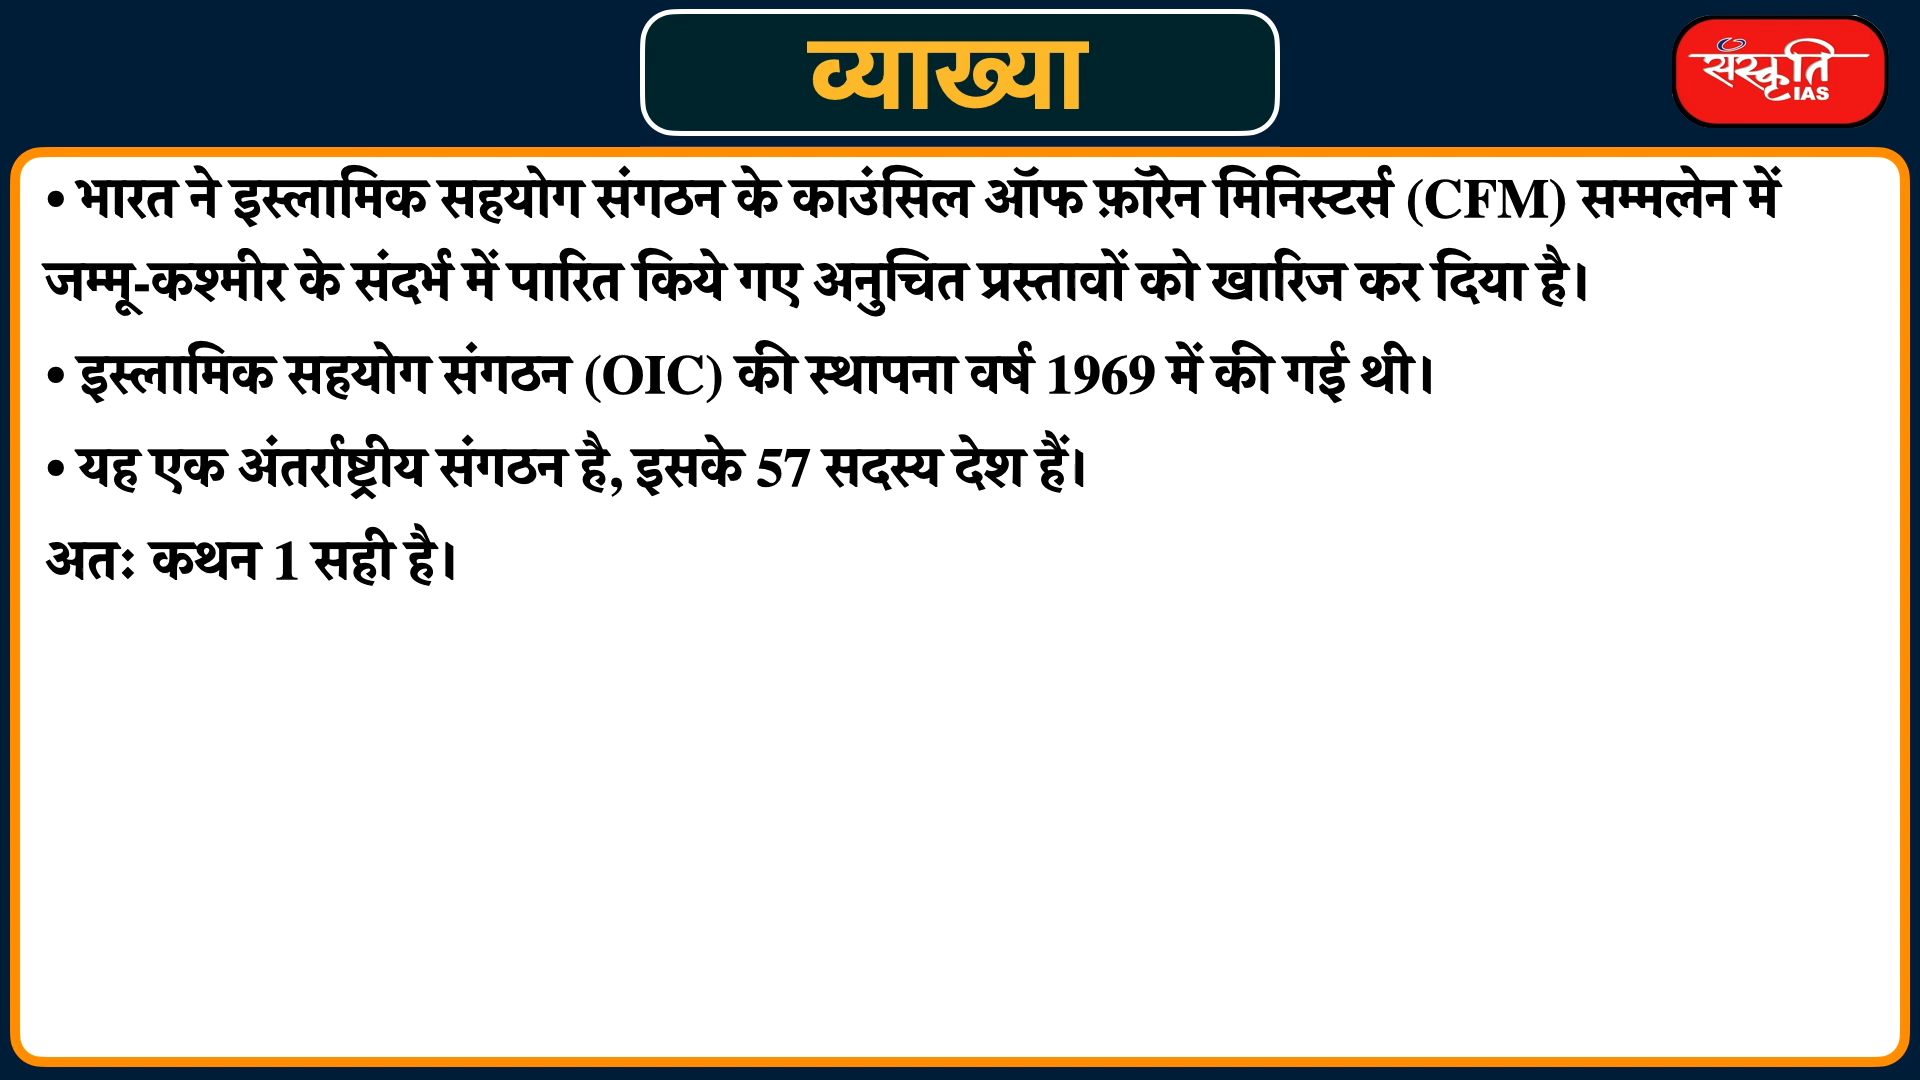 व्याख्या
संस्कृति
IAS
• भारत ने इस्लामिक सहयोग संगठन के काउंसिल ऑफ फ़ॉरेन मिनिस्टर्स (CFM) सम्मलेन में
जम्मू-कश्मीर के संदर्भ में पारित किये गए अनुचित प्रस्तावों को खारिज कर दिया है।
• इस्लामिक सहयोग संगठन (OIC) की स्थापना वर्ष 1969 में की गई थी।
• यह एक अंतर्राष्ट्रीय संगठन है, इसके 57 सदस्य देश हैं।
अतः कथन 1 सही है।